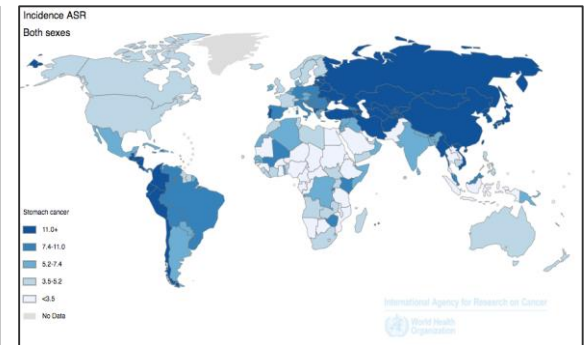 Incidence ASR
Both sexes
Stomach cancer
11.0+
7.4-11.0
5.2-7.4
3.5-5.2
<3.5
No Data
International Agency for Research on Cancer
World Health
Organization